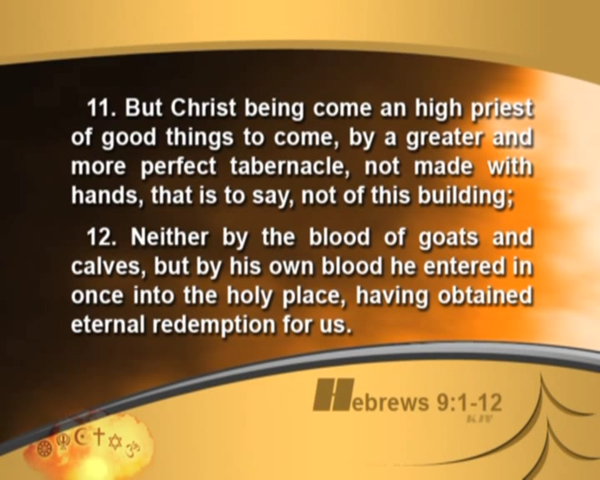 11. But Christ being come an high priest
of good things to come, by a greater and
more perfect tabernacle, not made with
hands, that is to say, not of this building;
12. Neither by the blood of goats and
calves, but by his own blood he entered in
once into the holy place, having obtained
eternal redemption for us.
Hebrews 9:1-12
KJV